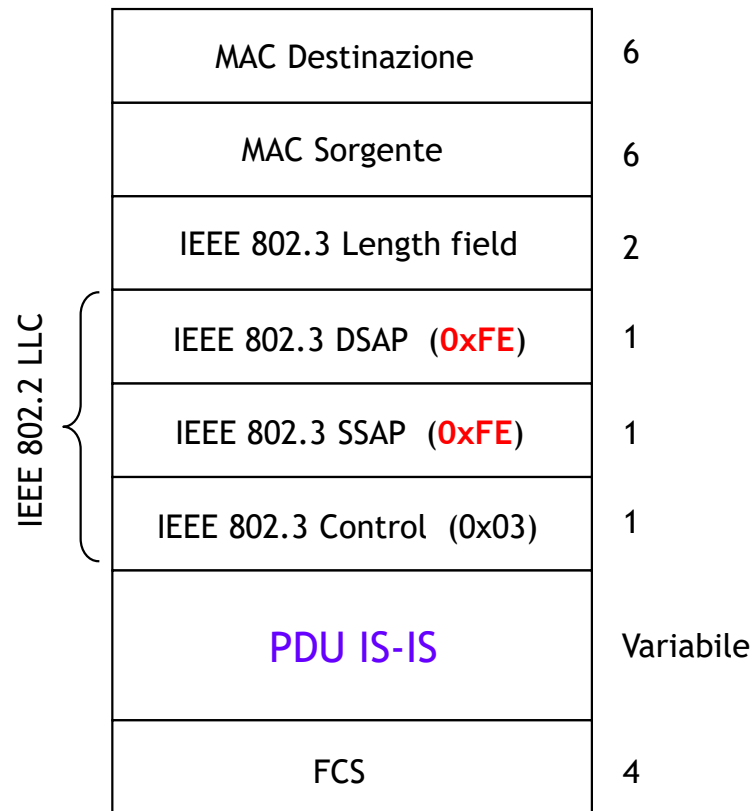 MAC Destinazione 6
MAC Sorgente 6
IEEE 802.3 Length field 2
IEEE 802.2 LLC
IEEE 802.3 DSAP (0xFE) 1
IEEE 802.3 SSAP (0xFE) 1
IEEE 802.3 Control (0x03) 1
PDU IS-IS Variabile
FCS 4